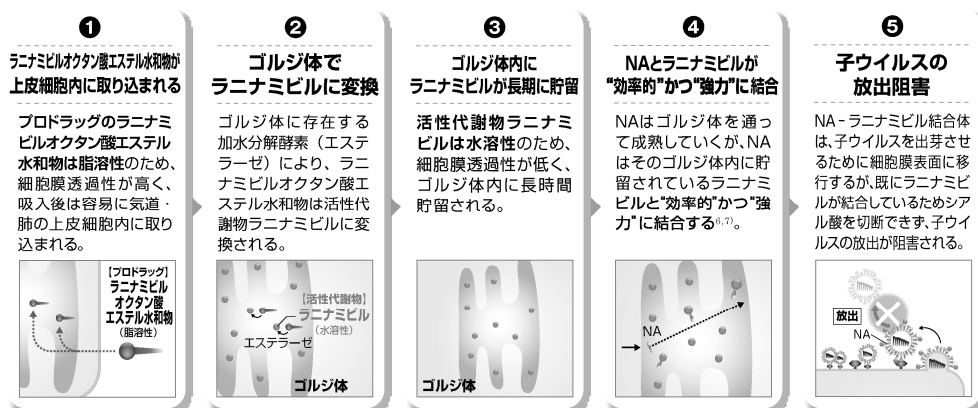 ❶
ラニナミビルオクタン酸エステル水和物が
上皮細胞内に取り込まれる
プロドラッグのラニナミ
ビルオクタン酸エステル
水和物は脂溶性のため、
細胞膜透過性が高く、
吸入後は容易に気道・
肺の上皮細胞内に取り
込まれる。
【プロドラッグ】
ラニナミビル
オクタン酸
エステル水和物
（脂溶性）
❷
ゴルジ体で
ラニナミビルに変換
ゴルジ体に存在する
加水分解酵素（エステ
ラーゼ）により、ラニ
ナミビルオクタン酸エ
ステル水和物は活性代
謝物ラニナミビルに変
換される。
【活性代謝物】
ラニナミビル
（水溶性）
エステラーゼ
ゴルジ体
❸
ゴルジ体内に
ラニナミビルが長期に貯留
活性代謝物ラニナミ
ビルは水溶性のため、
細胞膜透過性が低く、
ゴルジ体内に長時間
貯留される。
ゴルジ体
❹
NAとラニナミビルが
“効率的”かつ“強力”に結合
NAはゴルジ体を通っ
て成熟していくが、NA
はそのゴルジ体内に貯
留されているラニナミ
ビルと“効率的”かつ“強
力”に結合する6,7)。
NA
❺
子ウイルスの
放出阻害
NA－ラニナミビル結合体
は、子ウイルスを出芽させ
るために細胞膜表面に移
行するが、既にラニナミビ
ルが結合しているためシア
ル酸を切断できず、子ウイ
ルスの放出が阻害される。
放出
NA